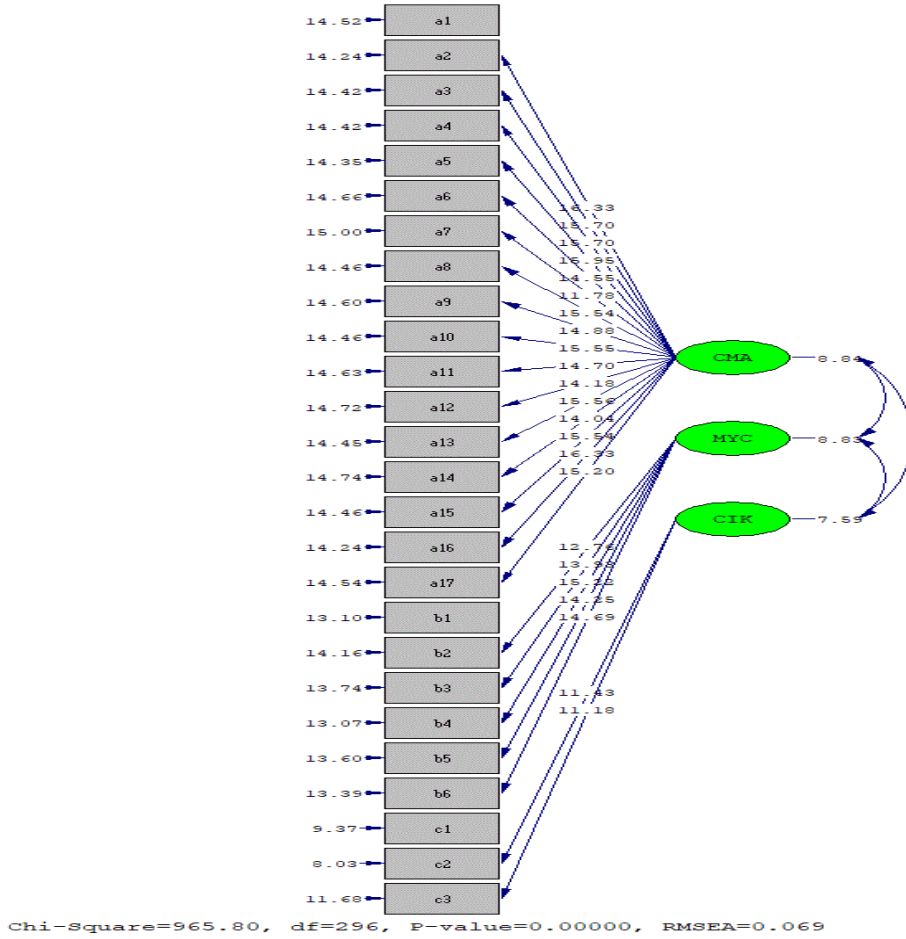 14.52 a1
14.24 a2
14.42 a3
14.42 a4
14.35 a5
14.66 a6
15.00 a7
14.46 a8
14.60 a9
14.46 a10
14.63 a11
14.72 a12
14.45 a13
14.74 a14
14.46 a15
14.24 a16
14.54 a17
13.10 b1
14.16 b2
13.74 b3
13.07 b4
13.60 b5
13.39 b6
9.37 c1
8.03 c2
11.68 c3
16.33
15.70
15.70
15.95
14.55
11.78
15.54
14.88
15.55
14.70
14.18
15.56
14.04
15.54
16.33
15.20
12.76
13.93
15.22
14.25
14.69
11.43
11.18
CMA 8.84
MYC 8.83
CIK 7.59
Chi-Square=965.80, df=296, P-value=0.00000, RMSEA=0.069